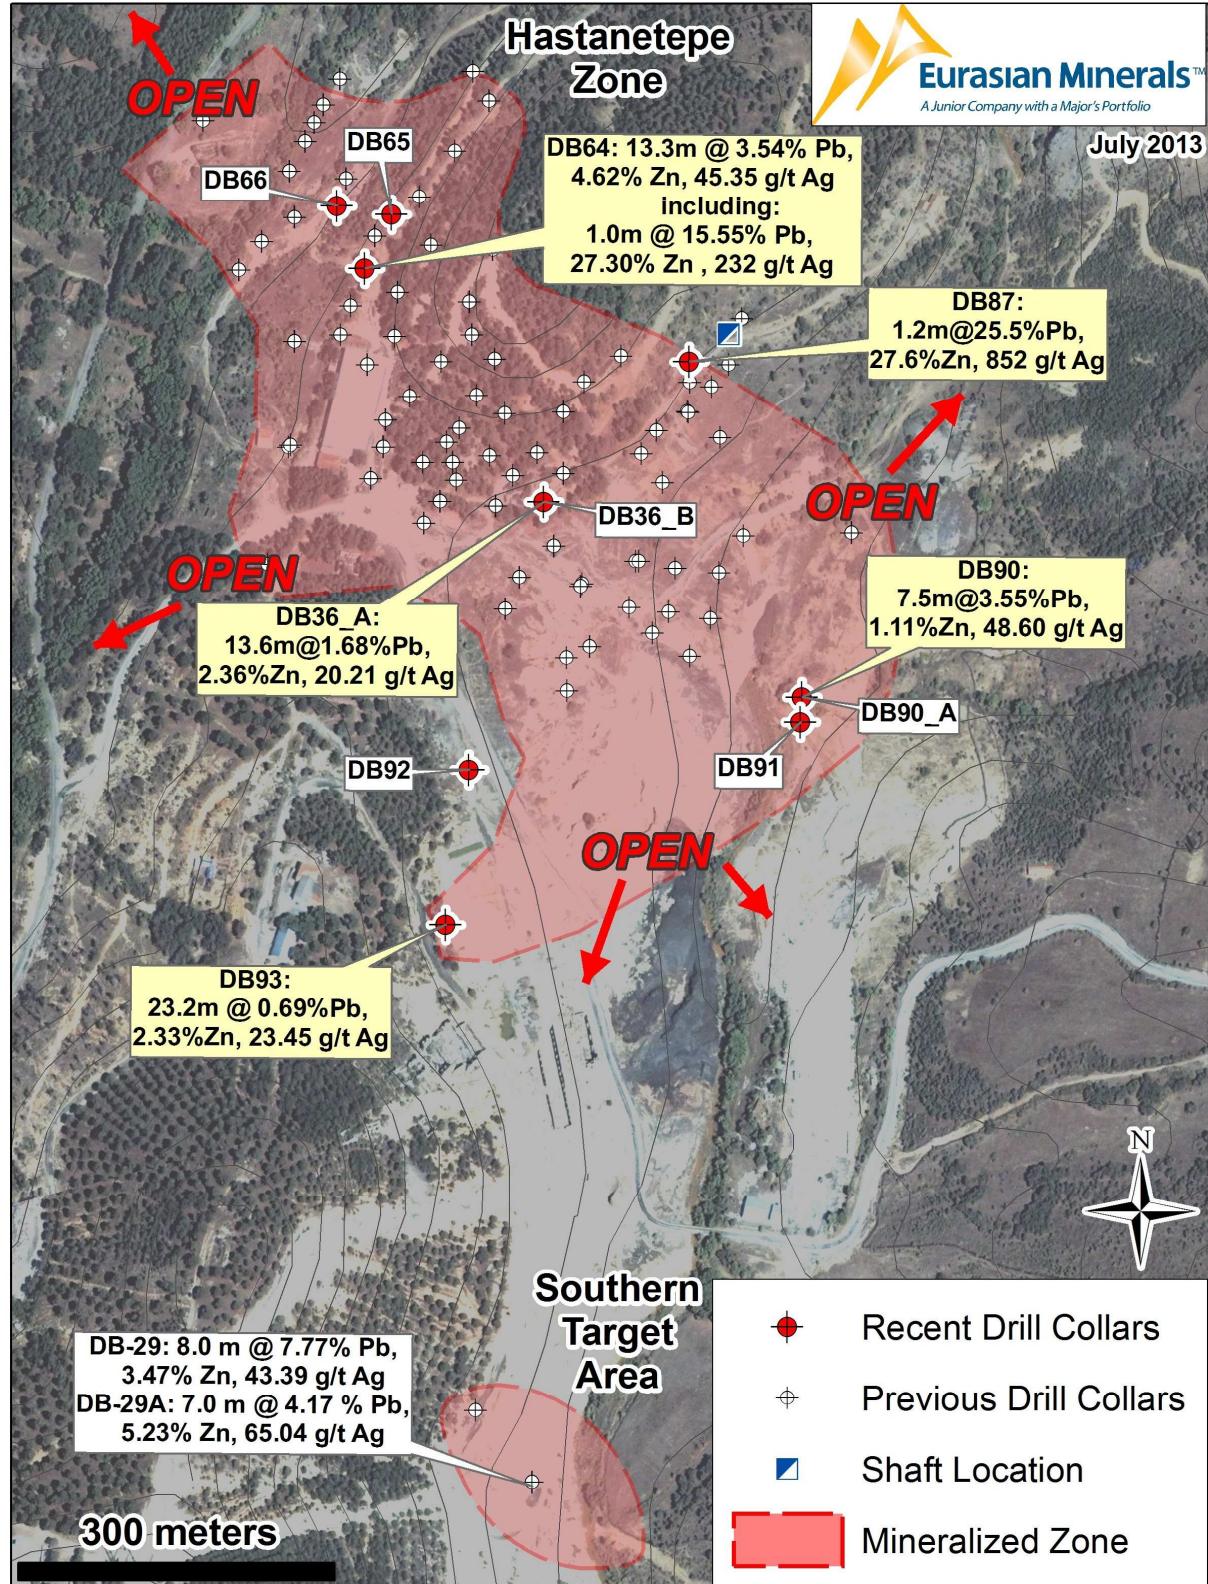 Hastanetepe
Zone
Eurasian Minerals™
A Junior Company with a Major's Portfolio
July 2013
OPEN
DB65
DB66
DB64: 13.3m @ 3.54% Pb,
4.62% Zn, 45.35 g/t Ag
including:
1.0m @ 15.55% Pb,
27.30% Zn , 232 g/t Ag
DB87:
1.2m@25.5%Pb,
27.6%Zn, 852 g/t Ag
OPEN
DB36_B
OPEN
DB36_A:
13.6m@1.68%Pb,
2.36%Zn, 20.21 g/t Ag
DB90:
7.5m@3.55%Pb,
1.11%Zn, 48.60 g/t Ag
DB90_A
DB91
DB92
OPEN
DB93:
23.2m @ 0.69%Pb,
2.33%Zn, 23.45 g/t Ag
N
Southern
Target
Area
DB-29: 8.0 m @ 7.77% Pb,
3.47% Zn, 43.39 g/t Ag
DB-29A: 7.0 m @ 4.17 % Pb,
5.23% Zn, 65.04 g/t Ag
300 meters
Recent Drill Collars
Previous Drill Collars
Shaft Location
Mineralized Zone